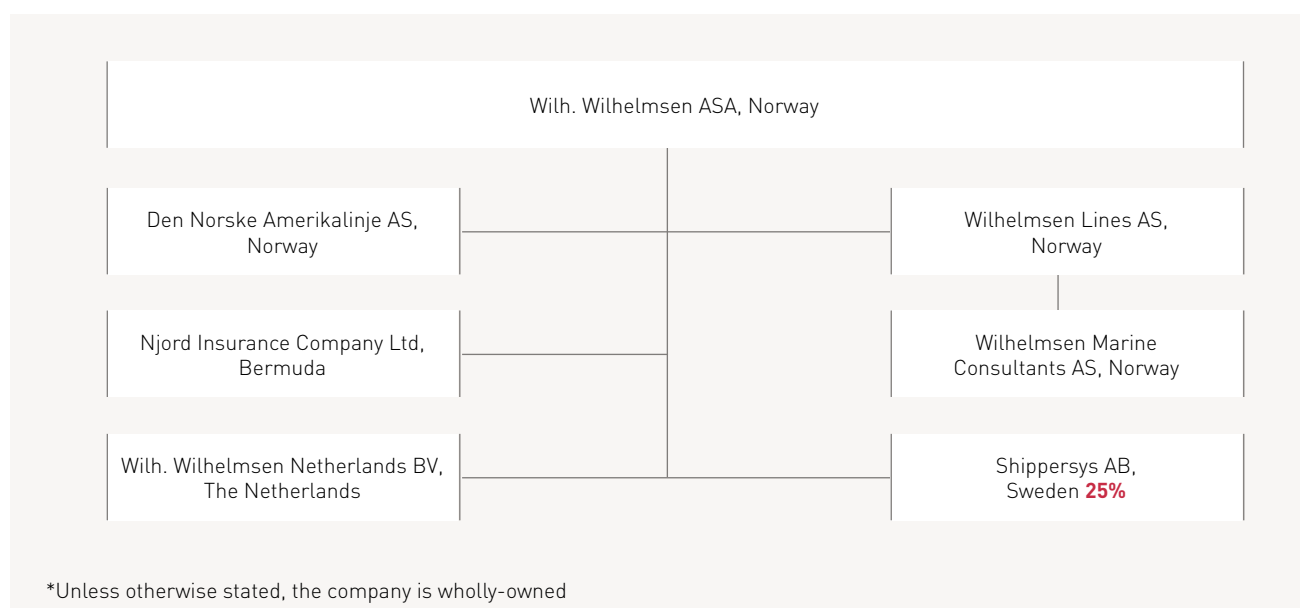 Wilh. Wilhelmsen ASA, Norway
Den Norske Amerikalinje AS,
Norway
Wilhelmsen Lines AS,
Norway
Njord Insurance Company Ltd,
Bermuda
Wilhelmsen Marine
Consultants AS, Norway
Wilh. Wilhelmsen Netherlands BV,
The Netherlands
Shippersys AB,
Sweden 25%
*Unless otherwise stated, the company is wholly-owned